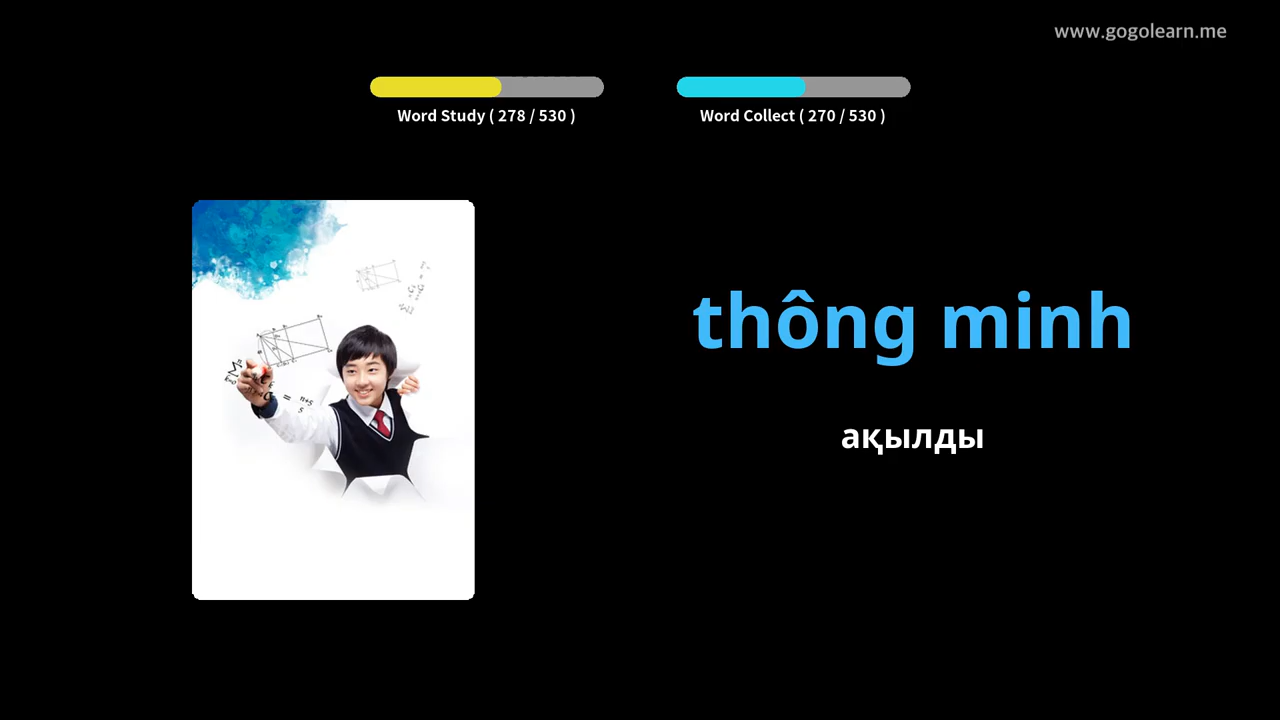 www.gogolearn.me
Word Study ( 278 / 530 )
Word Collect ( 270 / 530 )
thông minh
ақылды